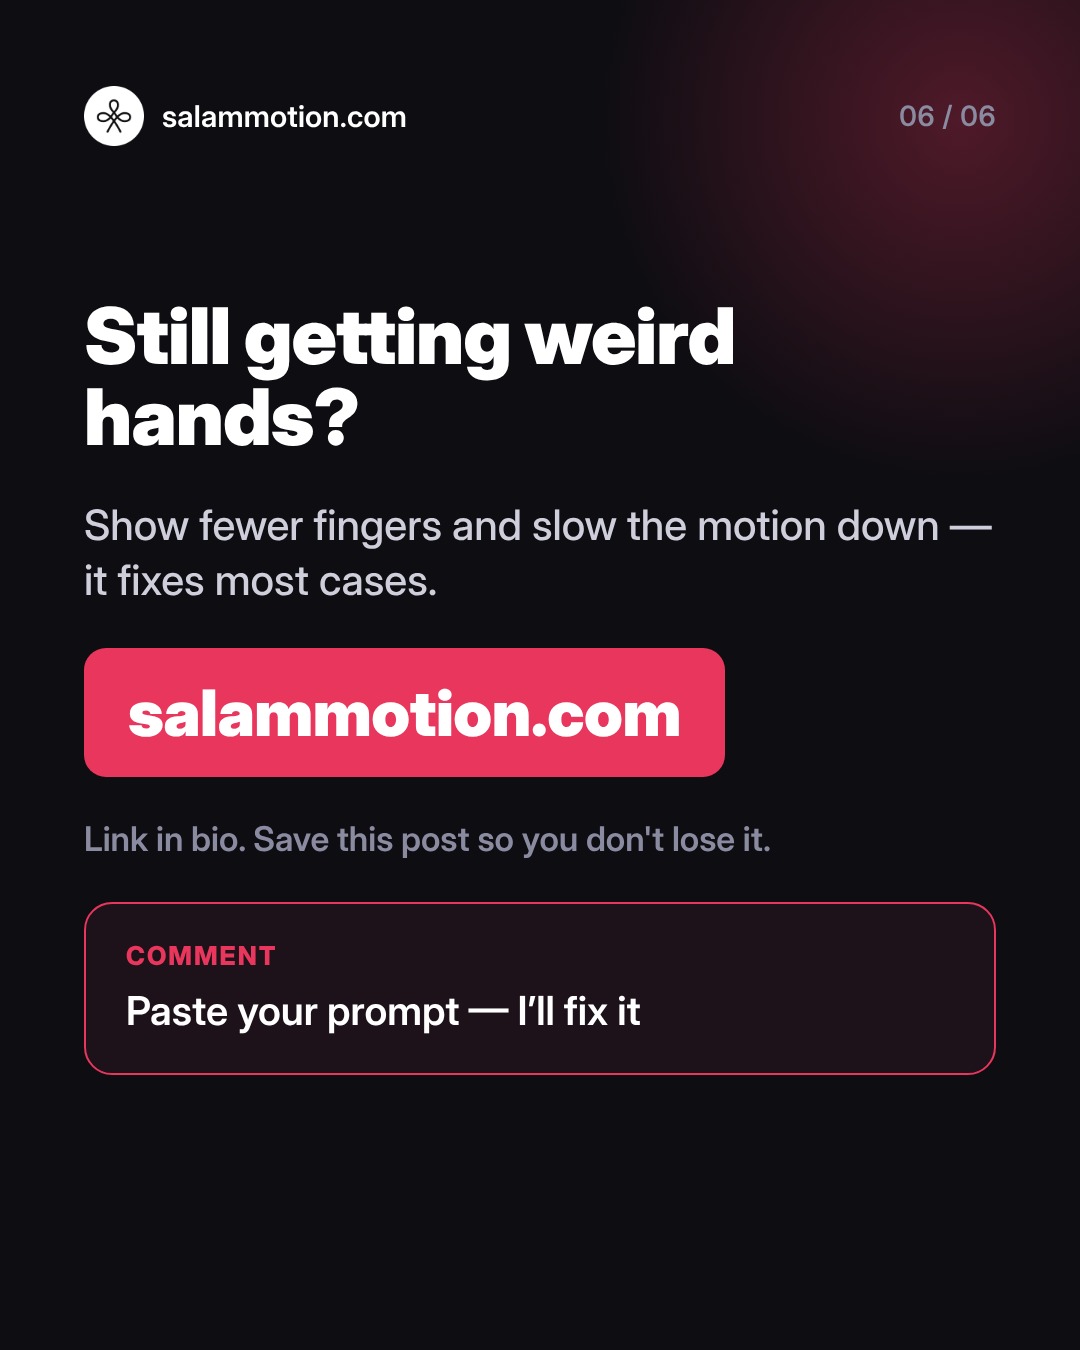 salammotion.com
06 / 06
Still getting weird
hands?
Show fewer fingers and slow the motion down —
it fixes most cases.
salammotion.com
Link in bio. Save this post so you don't lose it.
COMMENT
Paste your prompt — I’ll fix it